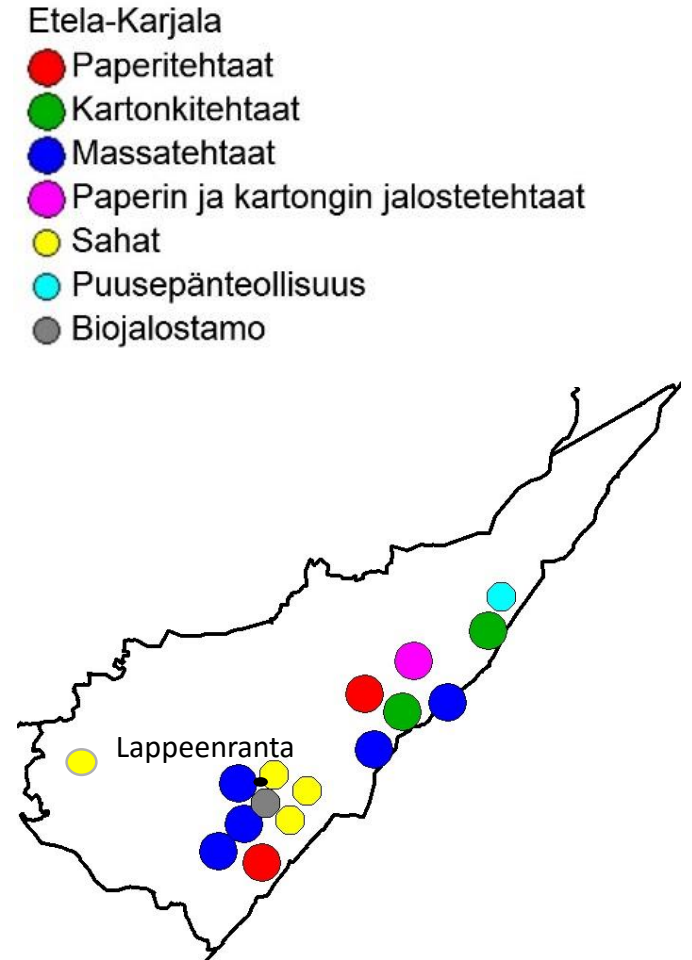 Etela-Karjala
Paperitehtaat
Kartonkitehtaat
Massatehtaat
Paperin ja kartongin jalostetehtaat
Sahat
Puusepänteollisuus
Biojalostamo
Lappeenranta